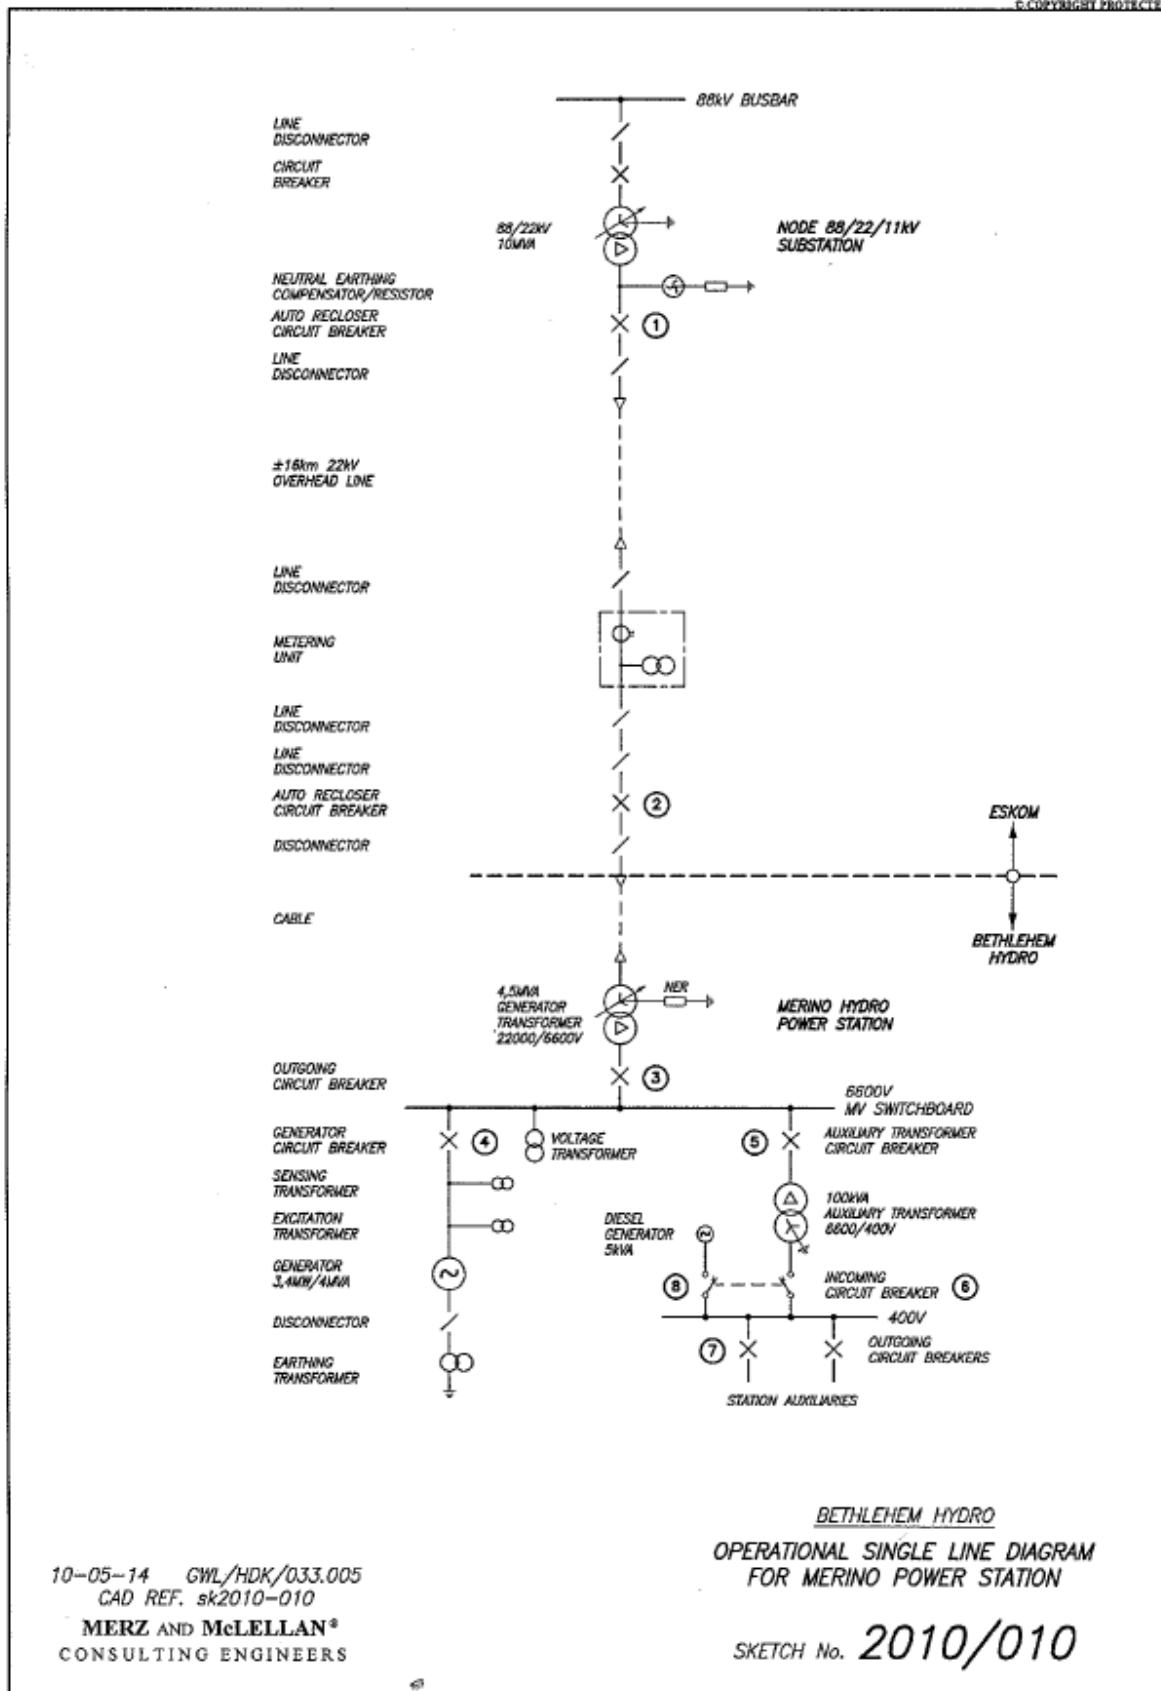 © COPYRIGHT PROTECTE
88kV BUSBAR
LINE
DISCONNECTOR
CIRCUIT
BREAKER
88/22kV
10MVA
NODE 88/22/11kV
SUBSTATION
NEUTRAL EARTHING
COMPENSATOR/RESISTOR
AUTO RECLOSER
CIRCUIT BREAKER
1
LINE
DISCONNECTOR
±16km 22kV
OVERHEAD LINE
LINE
DISCONNECTOR
METERING
UNIT
LINE
DISCONNECTOR
LINE
DISCONNECTOR
AUTO RECLOSER
CIRCUIT BREAKER
2
ESKOM
DISCONNECTOR
CABLE
BETHLEHEM
HYDRO
4,5MVA
GENERATOR
TRANSFORMER
22000/6600V
NER
MERINO HYDRO
POWER STATION
OUTGOING
CIRCUIT BREAKER
3
6600V
MV SWITCHBOARD
GENERATOR
CIRCUIT BREAKER
4
VOLTAGE
TRANSFORMER
5
AUXILIARY TRANSFORMER
CIRCUIT BREAKER
SENSING
TRANSFORMER
100kVA
AUXILIARY TRANSFORMER
6600/400V
EXCITATION
TRANSFORMER
DIESEL
GENERATOR
5kVA
GENERATOR
3,4MW/4MVA
8
INCOMING
CIRCUIT BREAKER
6
DISCONNECTOR
400V
7
OUTGOING
CIRCUIT BREAKERS
EARTHING
TRANSFORMER
STATION AUXILIARIES
BETHLEHEM HYDRO
OPERATIONAL SINGLE LINE DIAGRAM
FOR MERINO POWER STATION
SKETCH No. 2010/010
10-05-14 GWL/HDK/033.005
CAD REF. sk2010-010
MERZ AND McLELLAN®
CONSULTING ENGINEERS